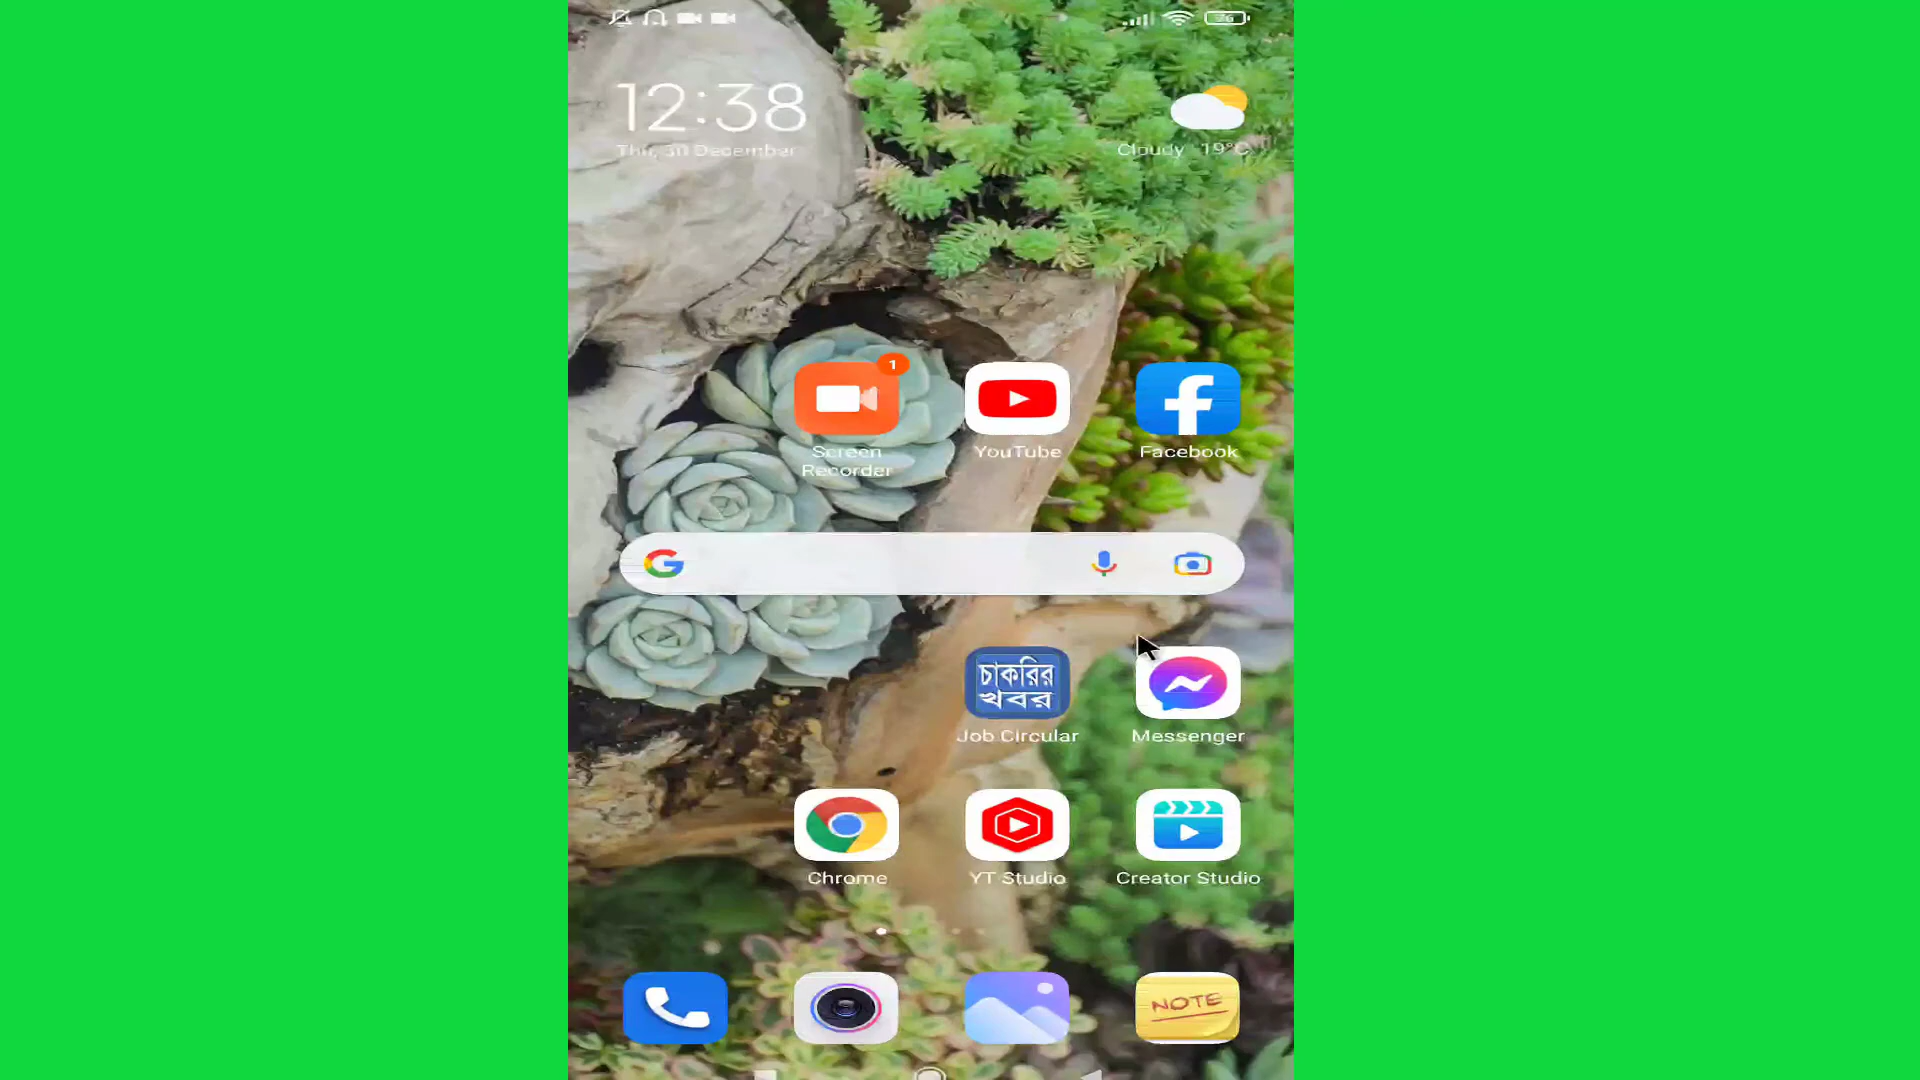 12:38
Thu, 30 December
Cloudy 19°C
1
Screen
Recorder
YouTube
Facebook
চাকরির
খবর
Job Circular
Messenger
Chrome
YT Studio
Creator Studio
NOTE